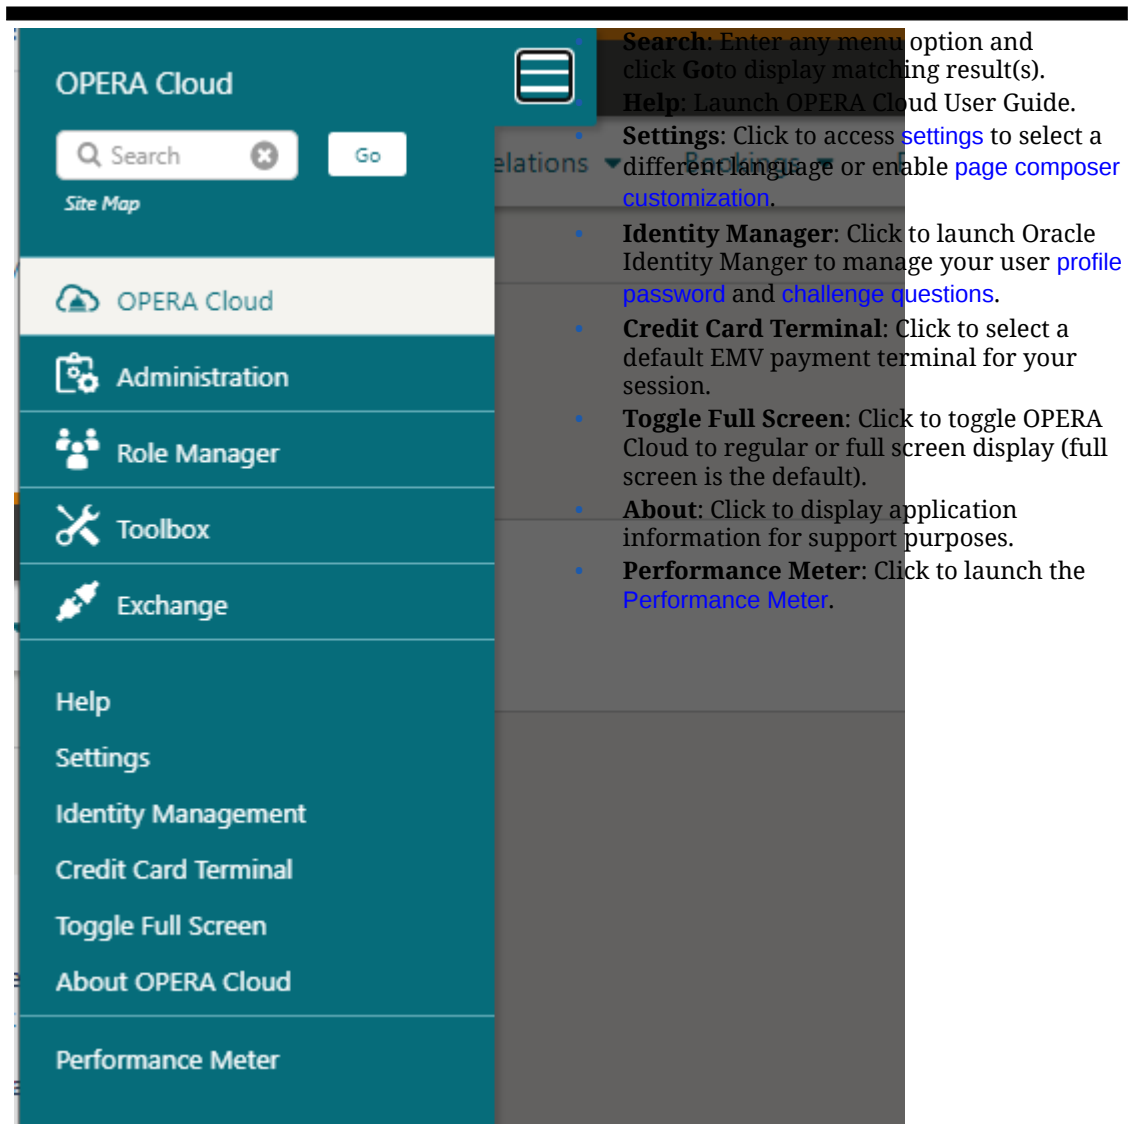 OPERA Cloud
Search
Go
Site Map
OPERA Cloud
Administration
Role Manager
Toolbox
Exchange
Help
Settings
Identity Management
Credit Card Terminal
Toggle Full Screen
About OPERA Cloud
Performance Meter
elations
Bookings
• Search: Enter any menu option and
click Goto display matching result(s).
• Help: Launch OPERA Cloud User Guide.
• Settings: Click to access settings to select a
different language or enable page composer
customization.
• Identity Manager: Click to launch Oracle
Identity Manger to manage your user profile
password and challenge questions.
• Credit Card Terminal: Click to select a
default EMV payment terminal for your
session.
• Toggle Full Screen: Click to toggle OPERA
Cloud to regular or full screen display (full
screen is the default).
• About: Click to display application
information for support purposes.
• Performance Meter: Click to launch the
Performance Meter.